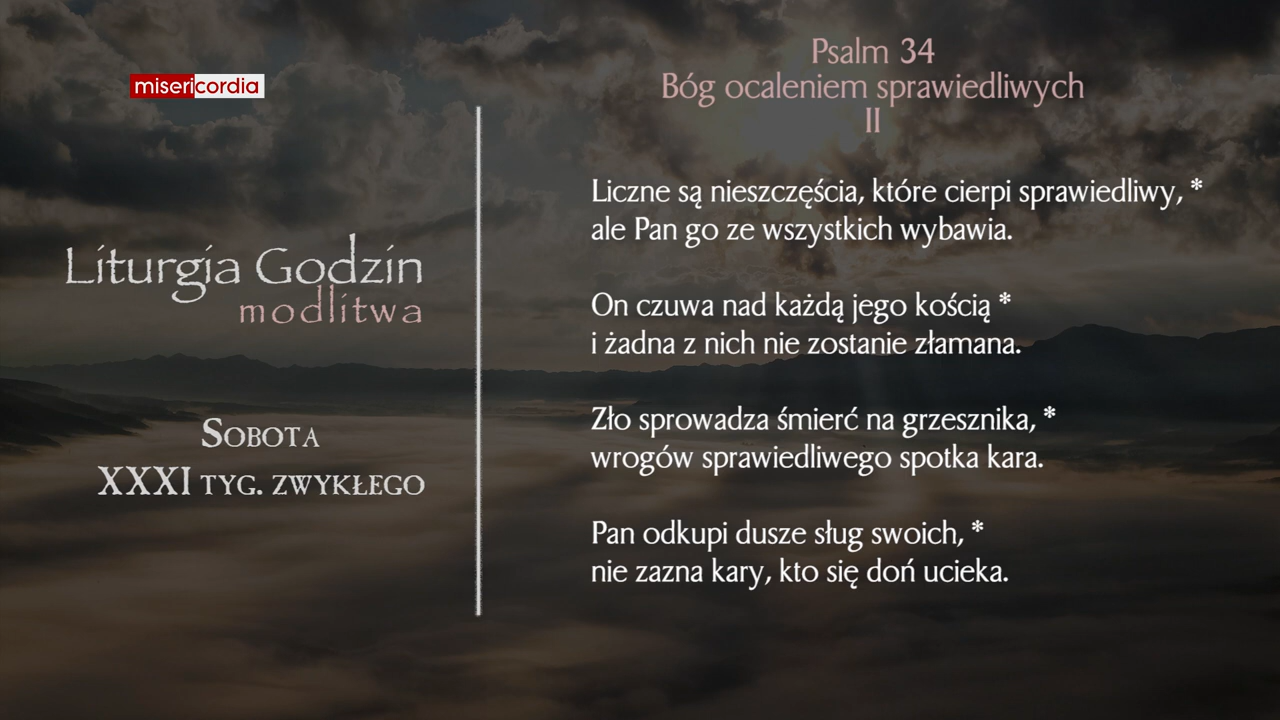 misericordia
Liturgia Godzin
modlitwa
Sobota
XXXI tyg. zwykłego
Psalm 34
Bóg ocaleniem sprawiedliwych
II
Liczne są nieszczęścia, które cierpi sprawiedliwy, *
ale Pan go ze wszystkich wybawia.
On czuwa nad każdą jego kością *
i żadna z nich nie zostanie złamana.
Zło sprowadza śmierć na grzesznika, *
wrogów sprawiedliwego spotka kara.
Pan odkupi dusze sług swoich, *
nie zazna kary, kto się doń ucieka.